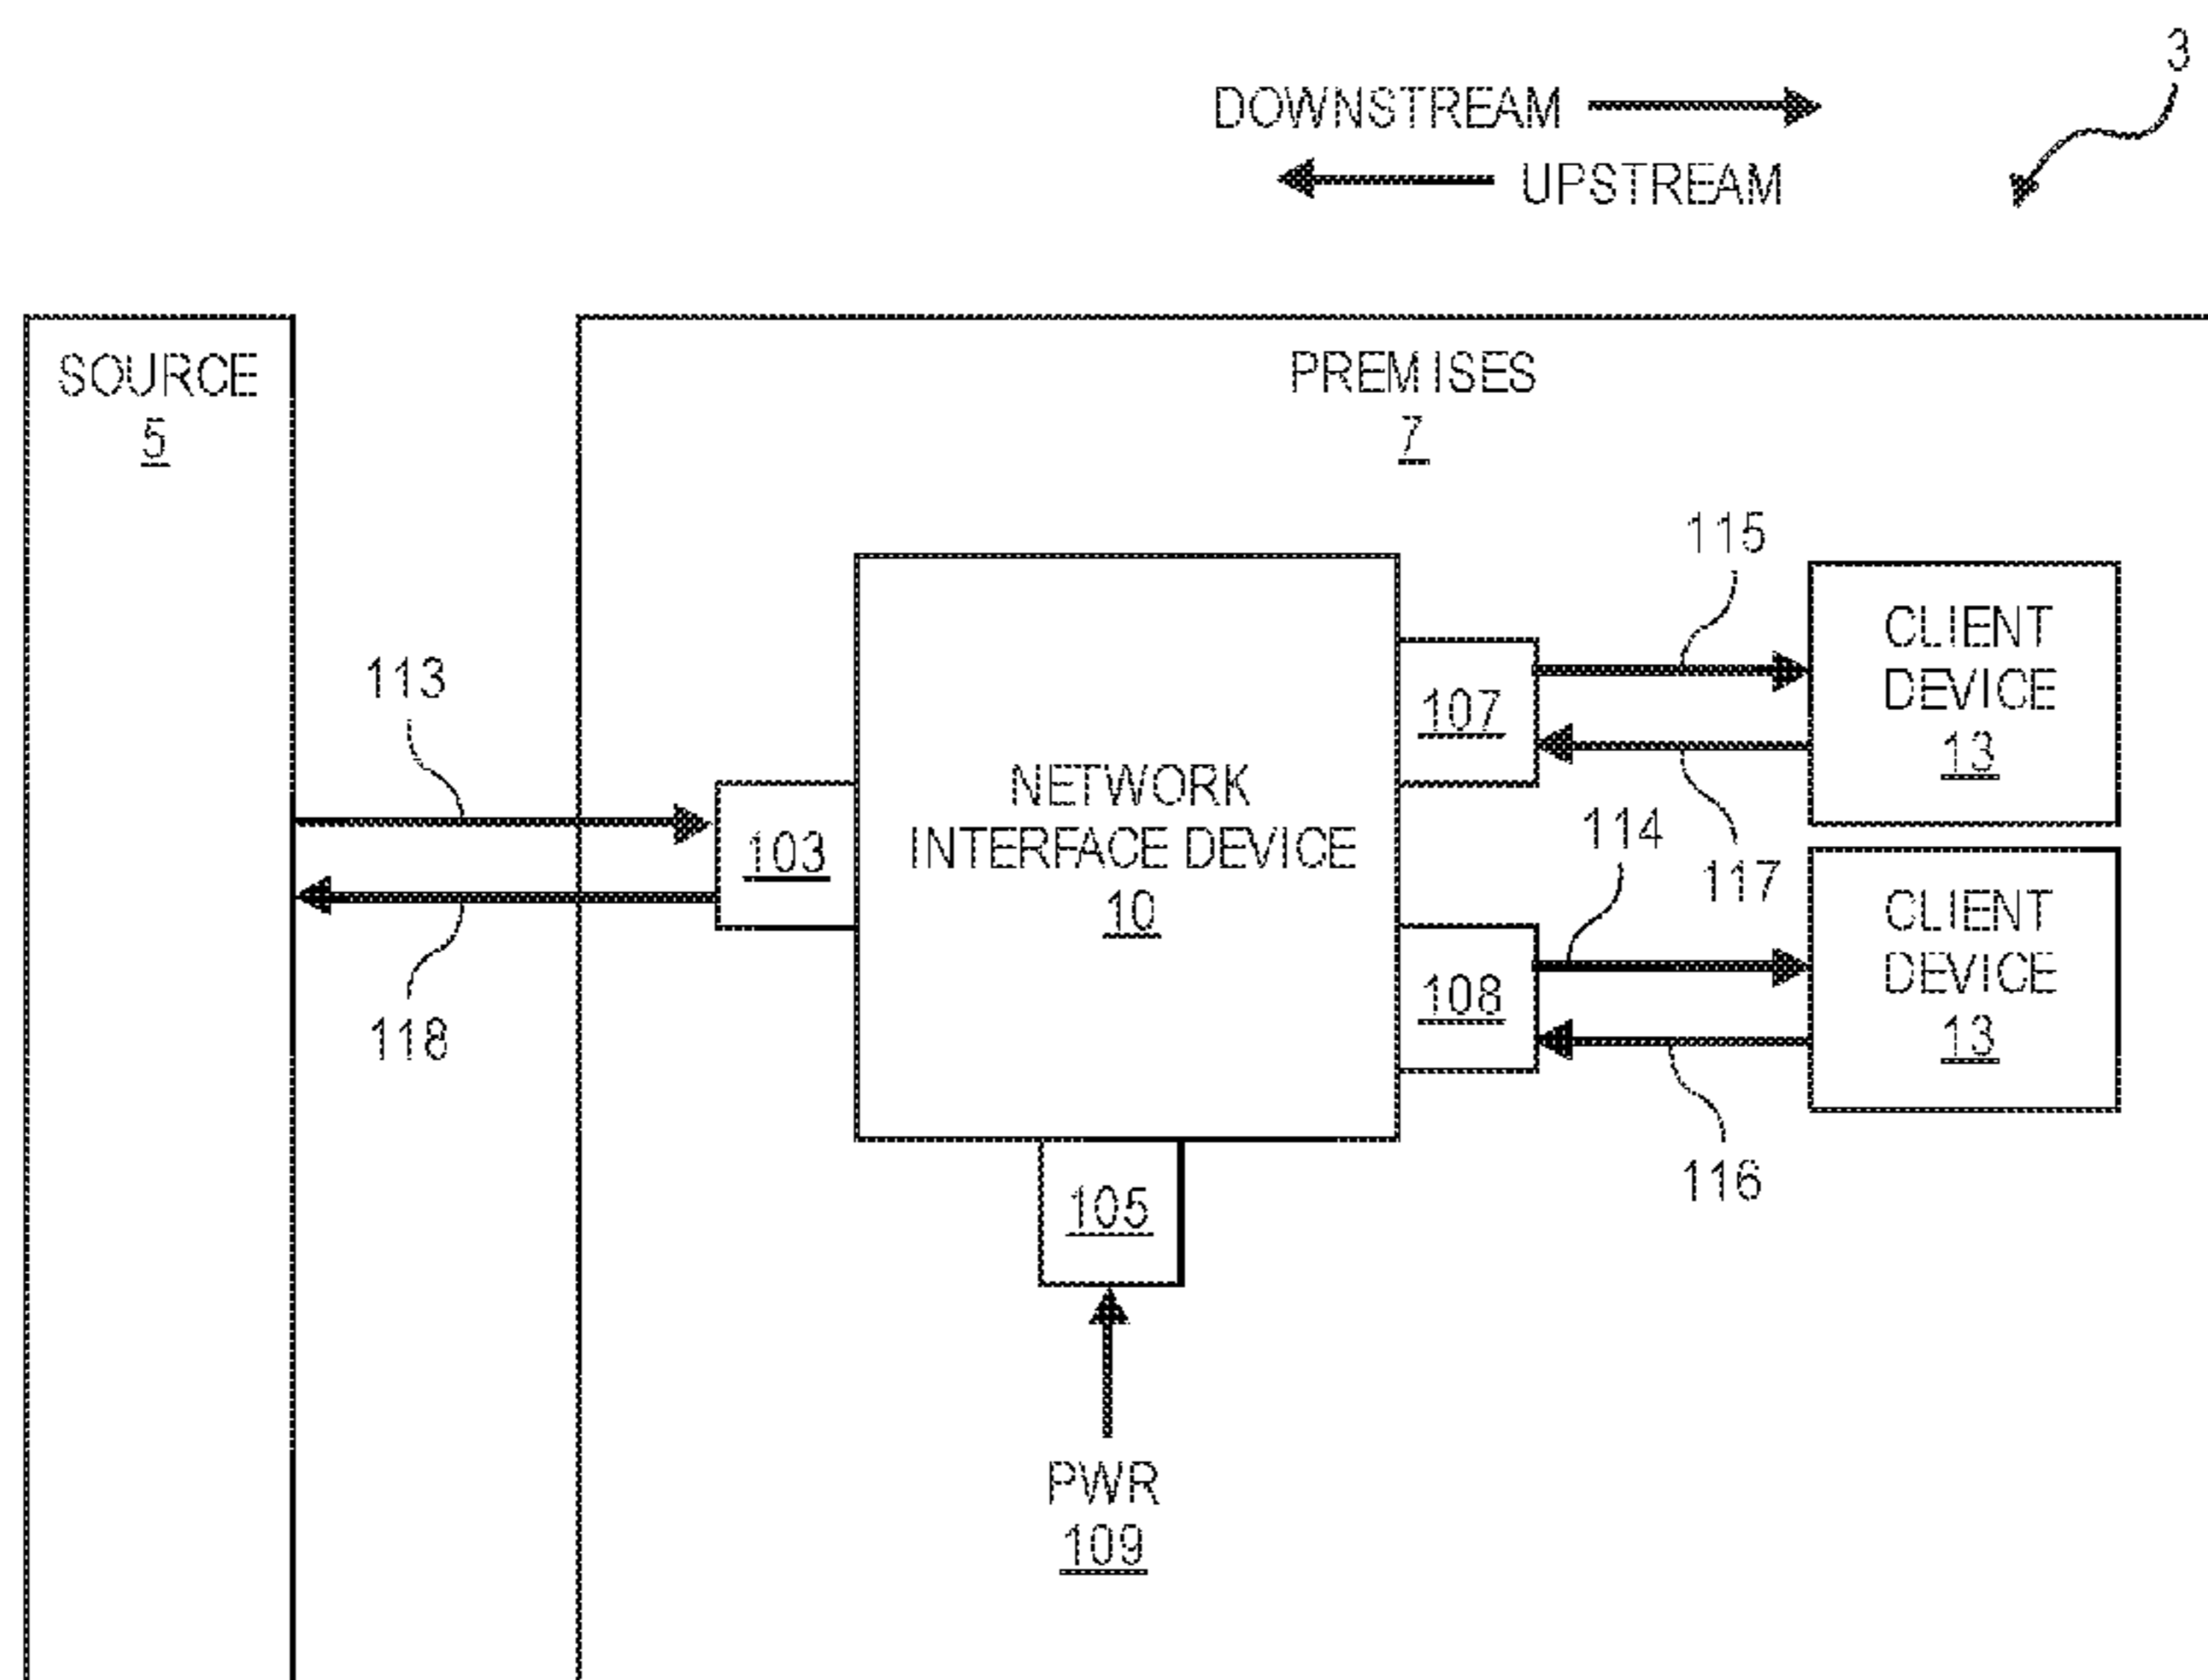 3
DOWNSTREAM
UPSTREAM
SOURCE
5
PREMISES
7
115
CLIENT
DEVICE
13
113
107
NETWORK
INTERFACE DEVICE
10
103
114
117
CLIENT
DEVICE
13
108
118
116
105
PWR
109